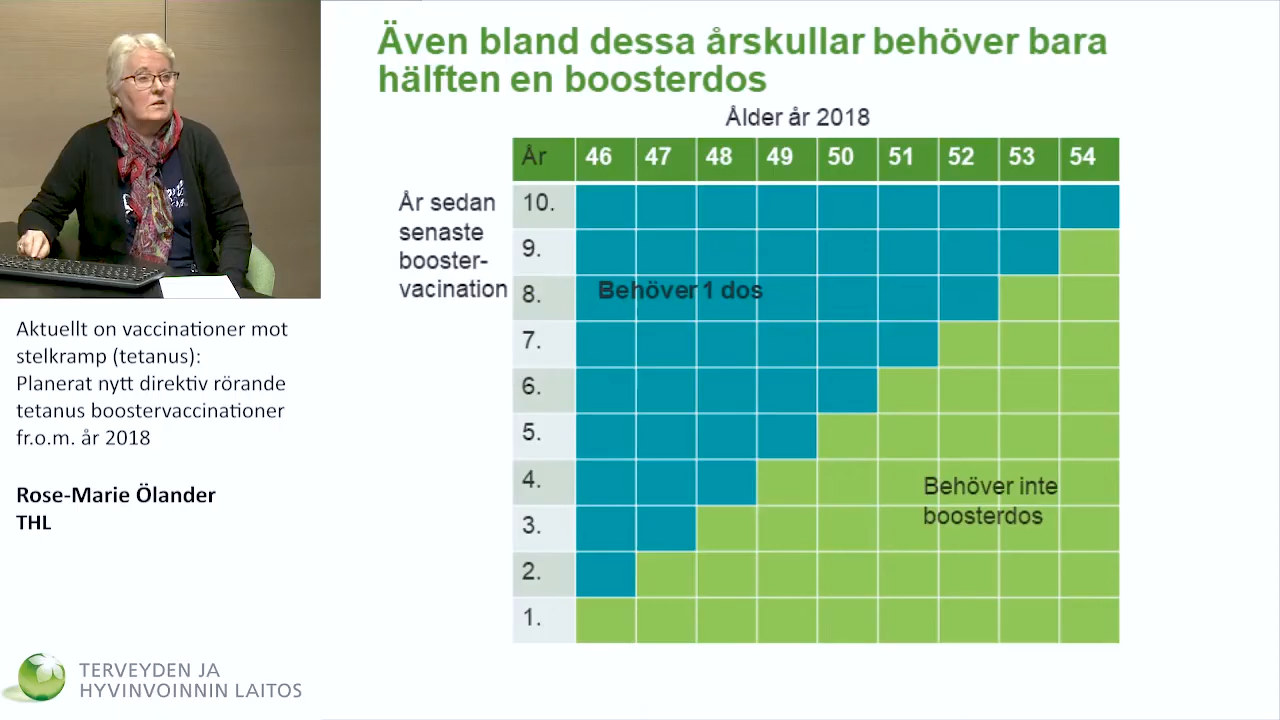 Även bland dessa årskullar behöver bara
hälften en boosterdos
Ålder år 2018
År 46 47 48 49 50 51 52 53 54
År sedan
senaste
booster-
vacination
10.
9.
8.
7.
6.
5.
4.
3.
2.
1.
Behöver 1 dos
Behöver inte
boosterdos
Aktuellt on vaccinationer mot
stelkramp (tetanus):
Planerat nytt direktiv rörande
tetanus boostervaccinationer
fr.o.m. år 2018
Rose-Marie Ölander
THL
TERVEYDEN JA
HYVINVOINNIN LAITOS